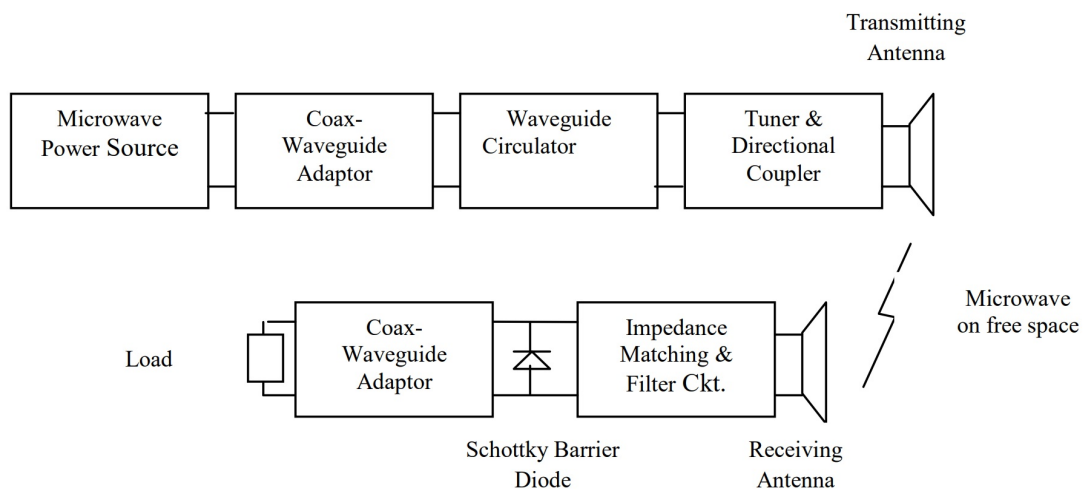 Transmitting
Antenna
Microwave
Power Source
Coax-
Waveguide
Adaptor
Waveguide
Circulator
Tuner &
Directional
Coupler
Microwave
on free space
Load
Coax-
Waveguide
Adaptor
Impedance
Matching &
Filter Ckt.
Schottky Barrier
Diode
Receiving
Antenna